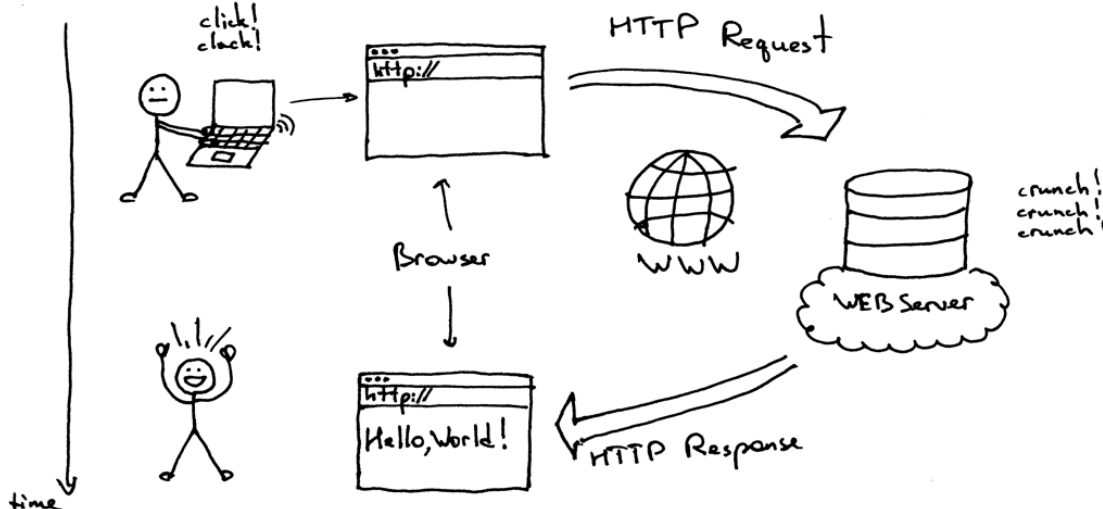 click!
clack!
HTTP Request
http://
crunch!
crunch!
crunch!
WWW
Browser
WEB Server
http://
Hello, World!
HTTP Response
time